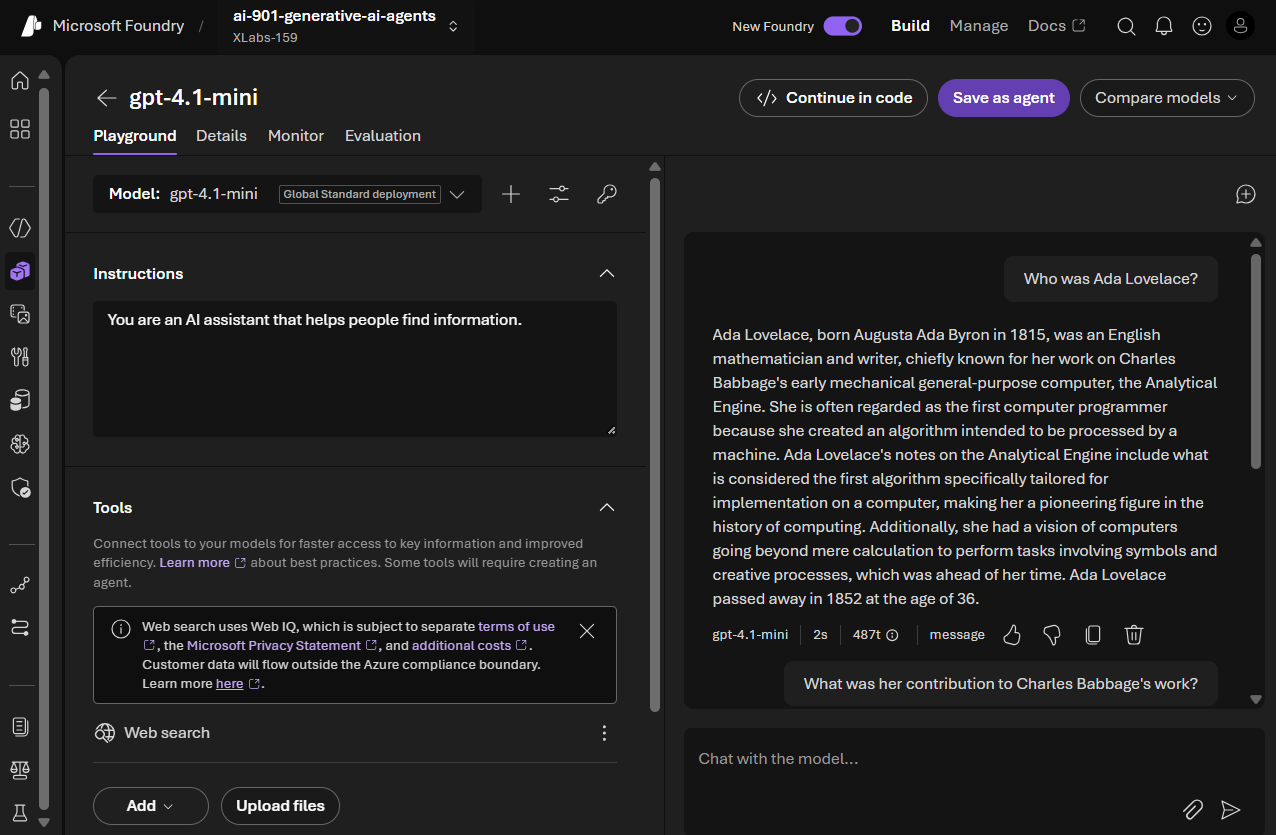 Microsoft Foundry / ai-901-generative-ai-agents
XLabs-159
New Foundry Build Manage Docs
gpt-4.1-mini
Continue in code Save as agent Compare models
Playground Details Monitor Evaluation
Model: gpt-4.1-mini Global Standard deployment
Instructions
You are an AI assistant that helps people find information.
Tools
Connect tools to your models for faster access to key information and improved
efficiency. Learn more about best practices. Some tools will require creating an
agent.
Web search uses Web IQ, which is subject to separate terms of use
, the Microsoft Privacy Statement , and additional costs .
Customer data will flow outside the Azure compliance boundary.
Learn more here .
Web search
Add Upload files
Who was Ada Lovelace?
Ada Lovelace, born Augusta Ada Byron in 1815, was an English
mathematician and writer, chiefly known for her work on Charles
Babbage's early mechanical general-purpose computer, the Analytical
Engine. She is often regarded as the first computer programmer
because she created an algorithm intended to be processed by a
machine. Ada Lovelace's notes on the Analytical Engine include what
is considered the first algorithm specifically tailored for
implementation on a computer, making her a pioneering figure in the
history of computing. Additionally, she had a vision of computers
going beyond mere calculation to perform tasks involving symbols and
creative processes, which was ahead of her time. Ada Lovelace
passed away in 1852 at the age of 36.
gpt-4.1-mini 2s 487t message
What was her contribution to Charles Babbage's work?
Chat with the model...